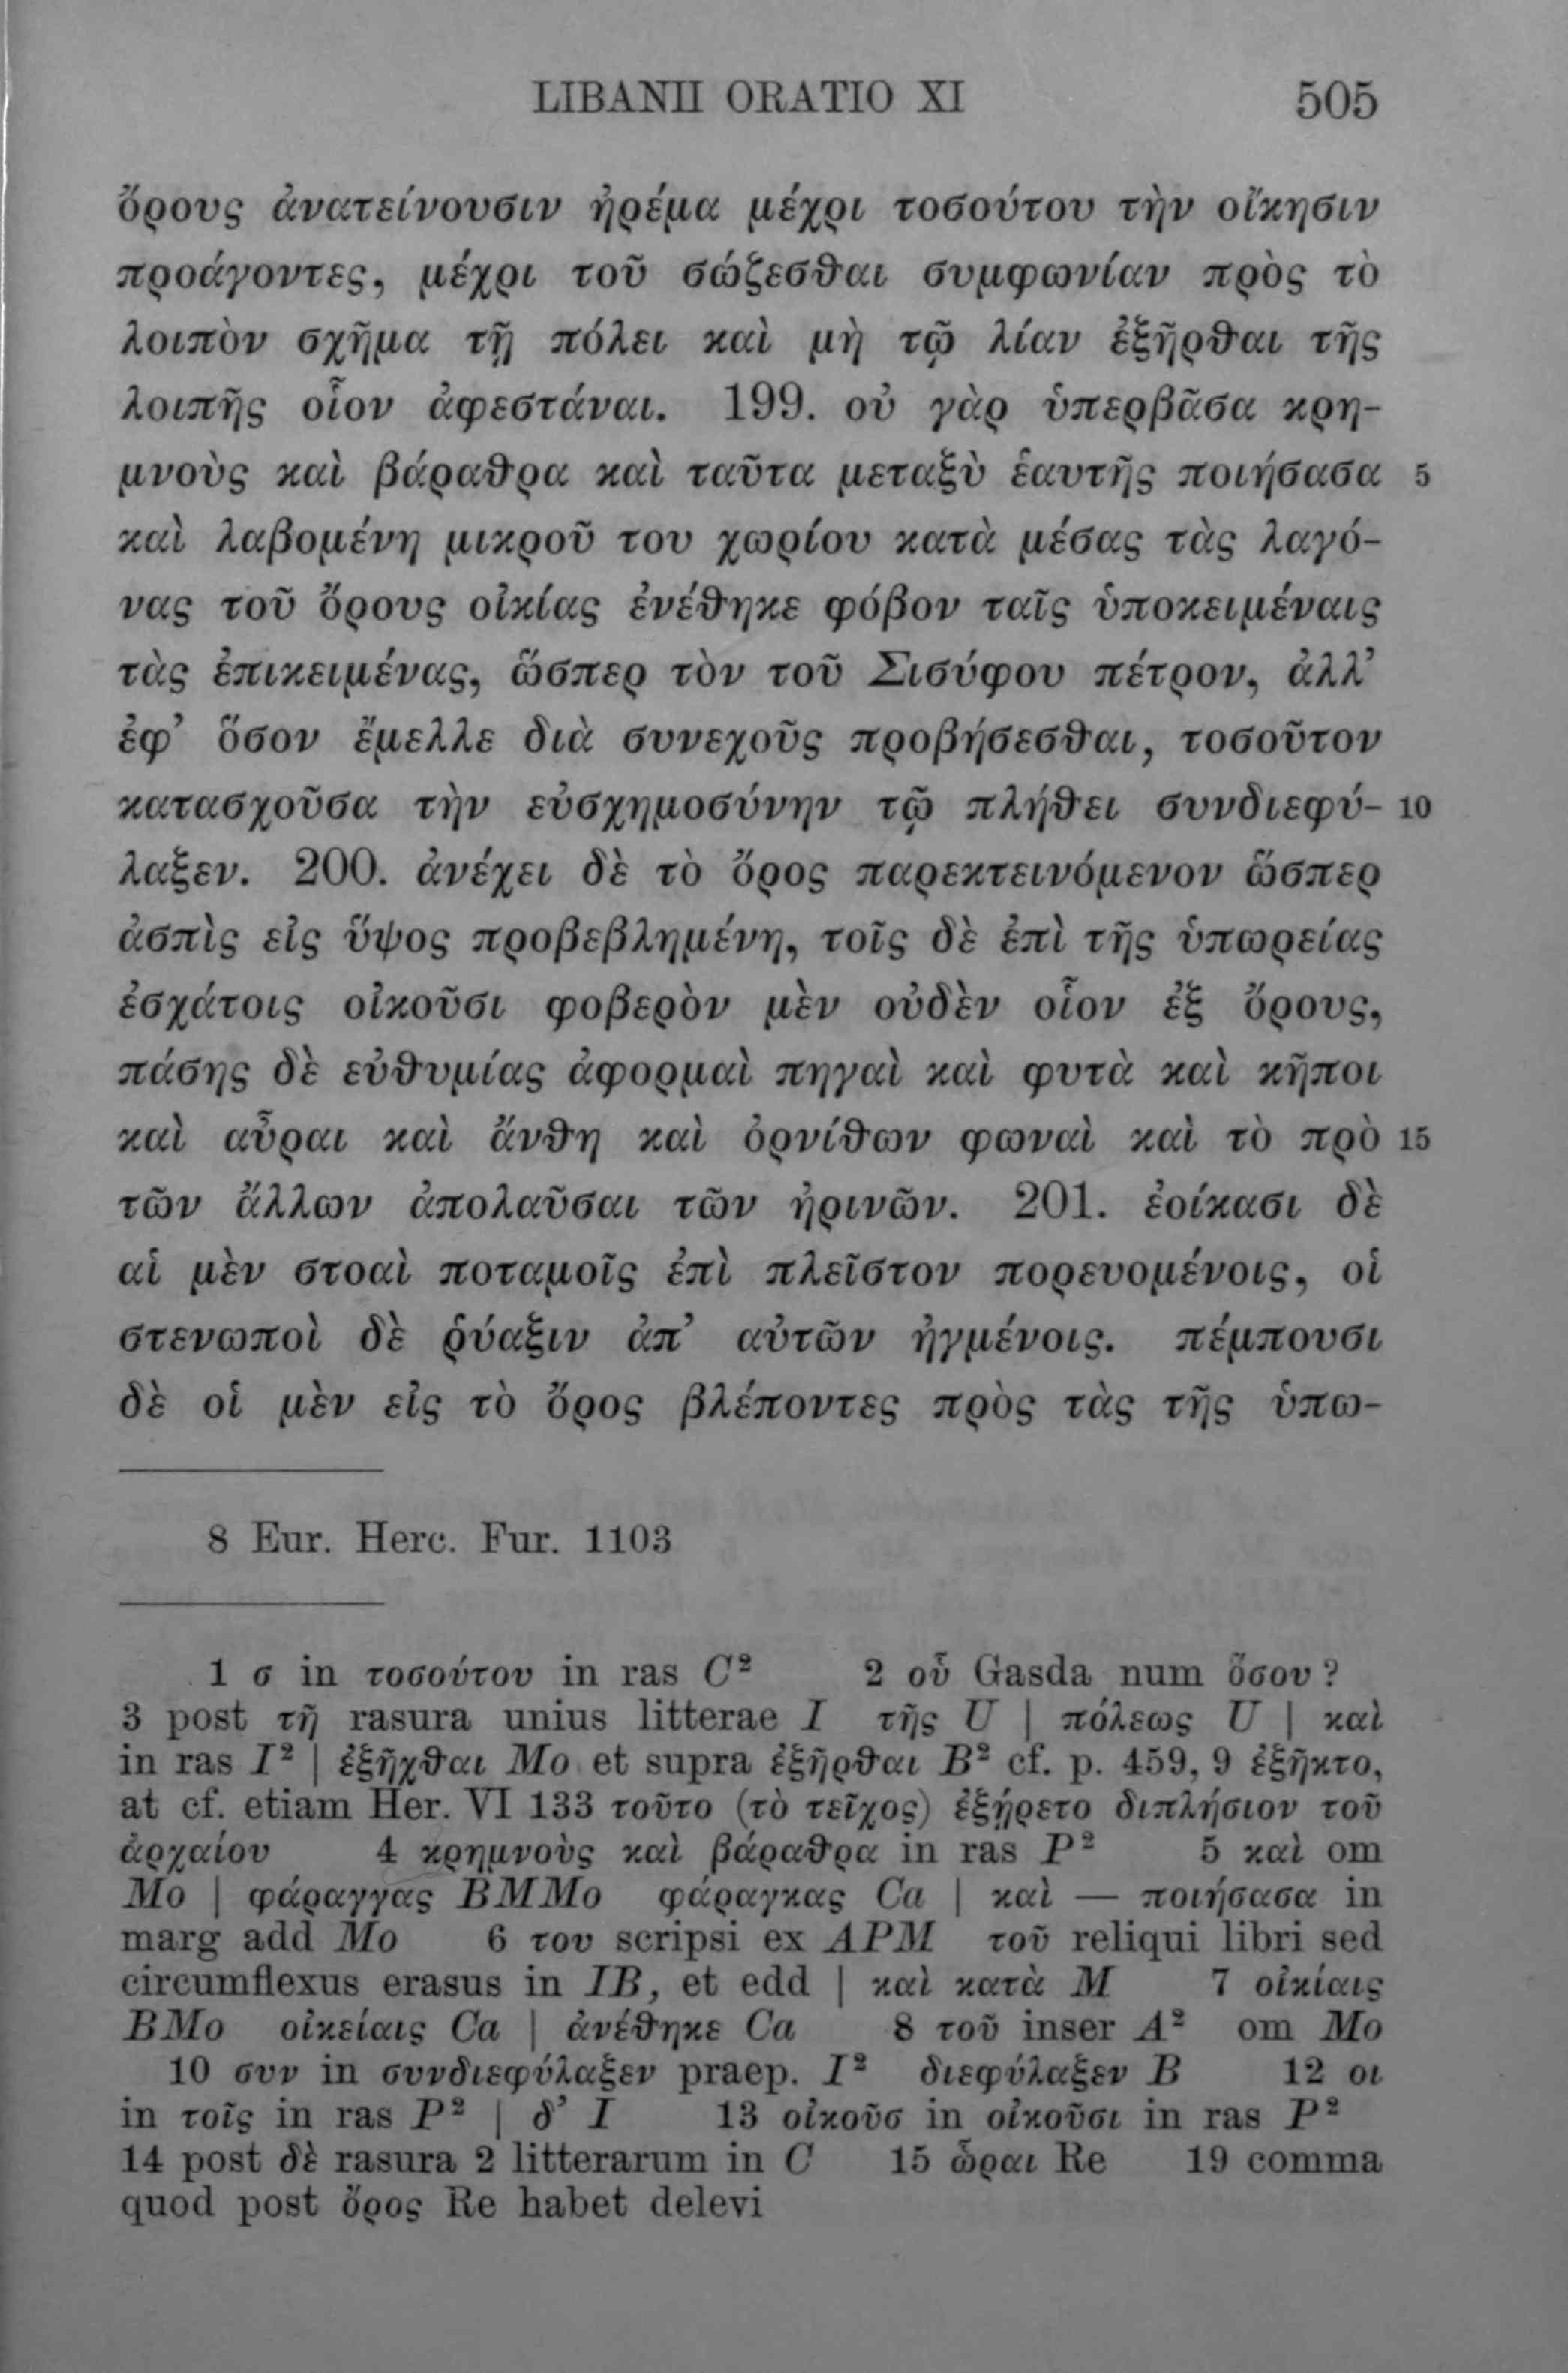 LIBANII ORATIO XI 505
ὄρους ἀνατείνουσιν ἠρέμα μέχρι τοσούτου τὴν οἴκησιν
προάγοντες, μέχρι τοῦ σώζεσθαι συμφωνίαν πρὸς τὸ
λοιπὸν σχῆμα τῇ πόλει καὶ μὴ τῷ λίαν ἐξῆρθαι τῆς
λοιπῆς οἷον ἀφεστάναι. 199. οὐ γὰρ ὑπερβᾶσα κρη-
μνοὺς καὶ βάραθρα καὶ ταῦτα μεταξὺ ἑαυτῆς ποιήσασα 5
καὶ λαβομένη μικροῦ του χωρίου κατὰ μέσας τὰς λαγό-
νας τοῦ ὄρους οἰκίας ἐνέθηκε φόβον ταῖς ὑποκειμέναις
τὰς ἐπικειμένας, ὥσπερ τὸν τοῦ Σισύφου πέτρον, ἀλλ’
ἐφ’ ὅσον ἔμελλε διὰ συνεχοῦς προβήσεσθαι, τοσοῦτον
κατασχοῦσα τὴν εὐσχημοσύνην τῷ πλήθει συνδιεφύ- 10
λαξεν. 200. ἀνέχει δὲ τὸ ὄρος παρεκτεινόμενον ὥσπερ
ἀσπὶς εἰς ὕψος προβεβλημένη, τοῖς δὲ ἐπὶ τῆς ὑπωρείας
ἐσχάτοις οἰκοῦσι φοβερὸν μὲν οὐδὲν οἷον ἐξ ὄρους,
πάσης δὲ εὐθυμίας ἀφορμαὶ πηγαὶ καὶ φυτὰ καὶ κῆποι
καὶ αὖραι καὶ ἄνθη καὶ ὀρνίθων φωναὶ καὶ τὸ πρὸ 15
τῶν ἄλλων ἀπολαῦσαι τῶν ἠρινῶν. 201. ἐοίκασι δὲ
αἱ μὲν στοαὶ ποταμοῖς ἐπὶ πλεῖστον πορευομένοις, οἱ
στενωποὶ δὲ ῥύαξιν ἀπ’ αὐτῶν ἠγμένοις. πέμπουσι
δὲ οἱ μὲν εἰς τὸ ὄρος βλέποντες πρὸς τὰς τῆς ὑπω-
8 Eur. Herc. Fur. 1103
1 σ in τοσούτου in ras C² 2 οὗ Gasda num ὅσου?
3 post τῇ rasura unius litterae I τῆς U | πόλεως U | καὶ
in ras I² | ἐξῆχθαι Mo et supra ἐξῆρθαι B² cf. p. 459, 9 ἐξῆκτο,
at cf. etiam Her. VI 133 τοῦτο (τὸ τεῖχος) ἐξήρετο διπλήσιον τοῦ
ἀρχαίου 4 κρημνοὺς καὶ βάραθρα in ras P² 5 καὶ om
Mo | φάραγγας BMMo φάραγκας Ca | καὶ — ποιήσασα in
marg add Mo 6 του scripsi ex APM τοῦ reliqui libri sed
circumflexus erasus in IB, et edd | καὶ κατὰ M 7 οἰκίαις
BMo οἰκείαις Ca | ἀνέθηκε Ca 8 τοῦ inser A² om Mo
10 συν in συνδιεφύλαξεν praep. I² διεφύλαξεν B 12 οι
in τοῖς in ras P² | δ’ I 13 οἰκοῦσ in οἰκοῦσι in ras P²
14 post δὲ rasura 2 litterarum in C 15 ὧραι Re 19 comma
quod post ὄρος Re habet delevi